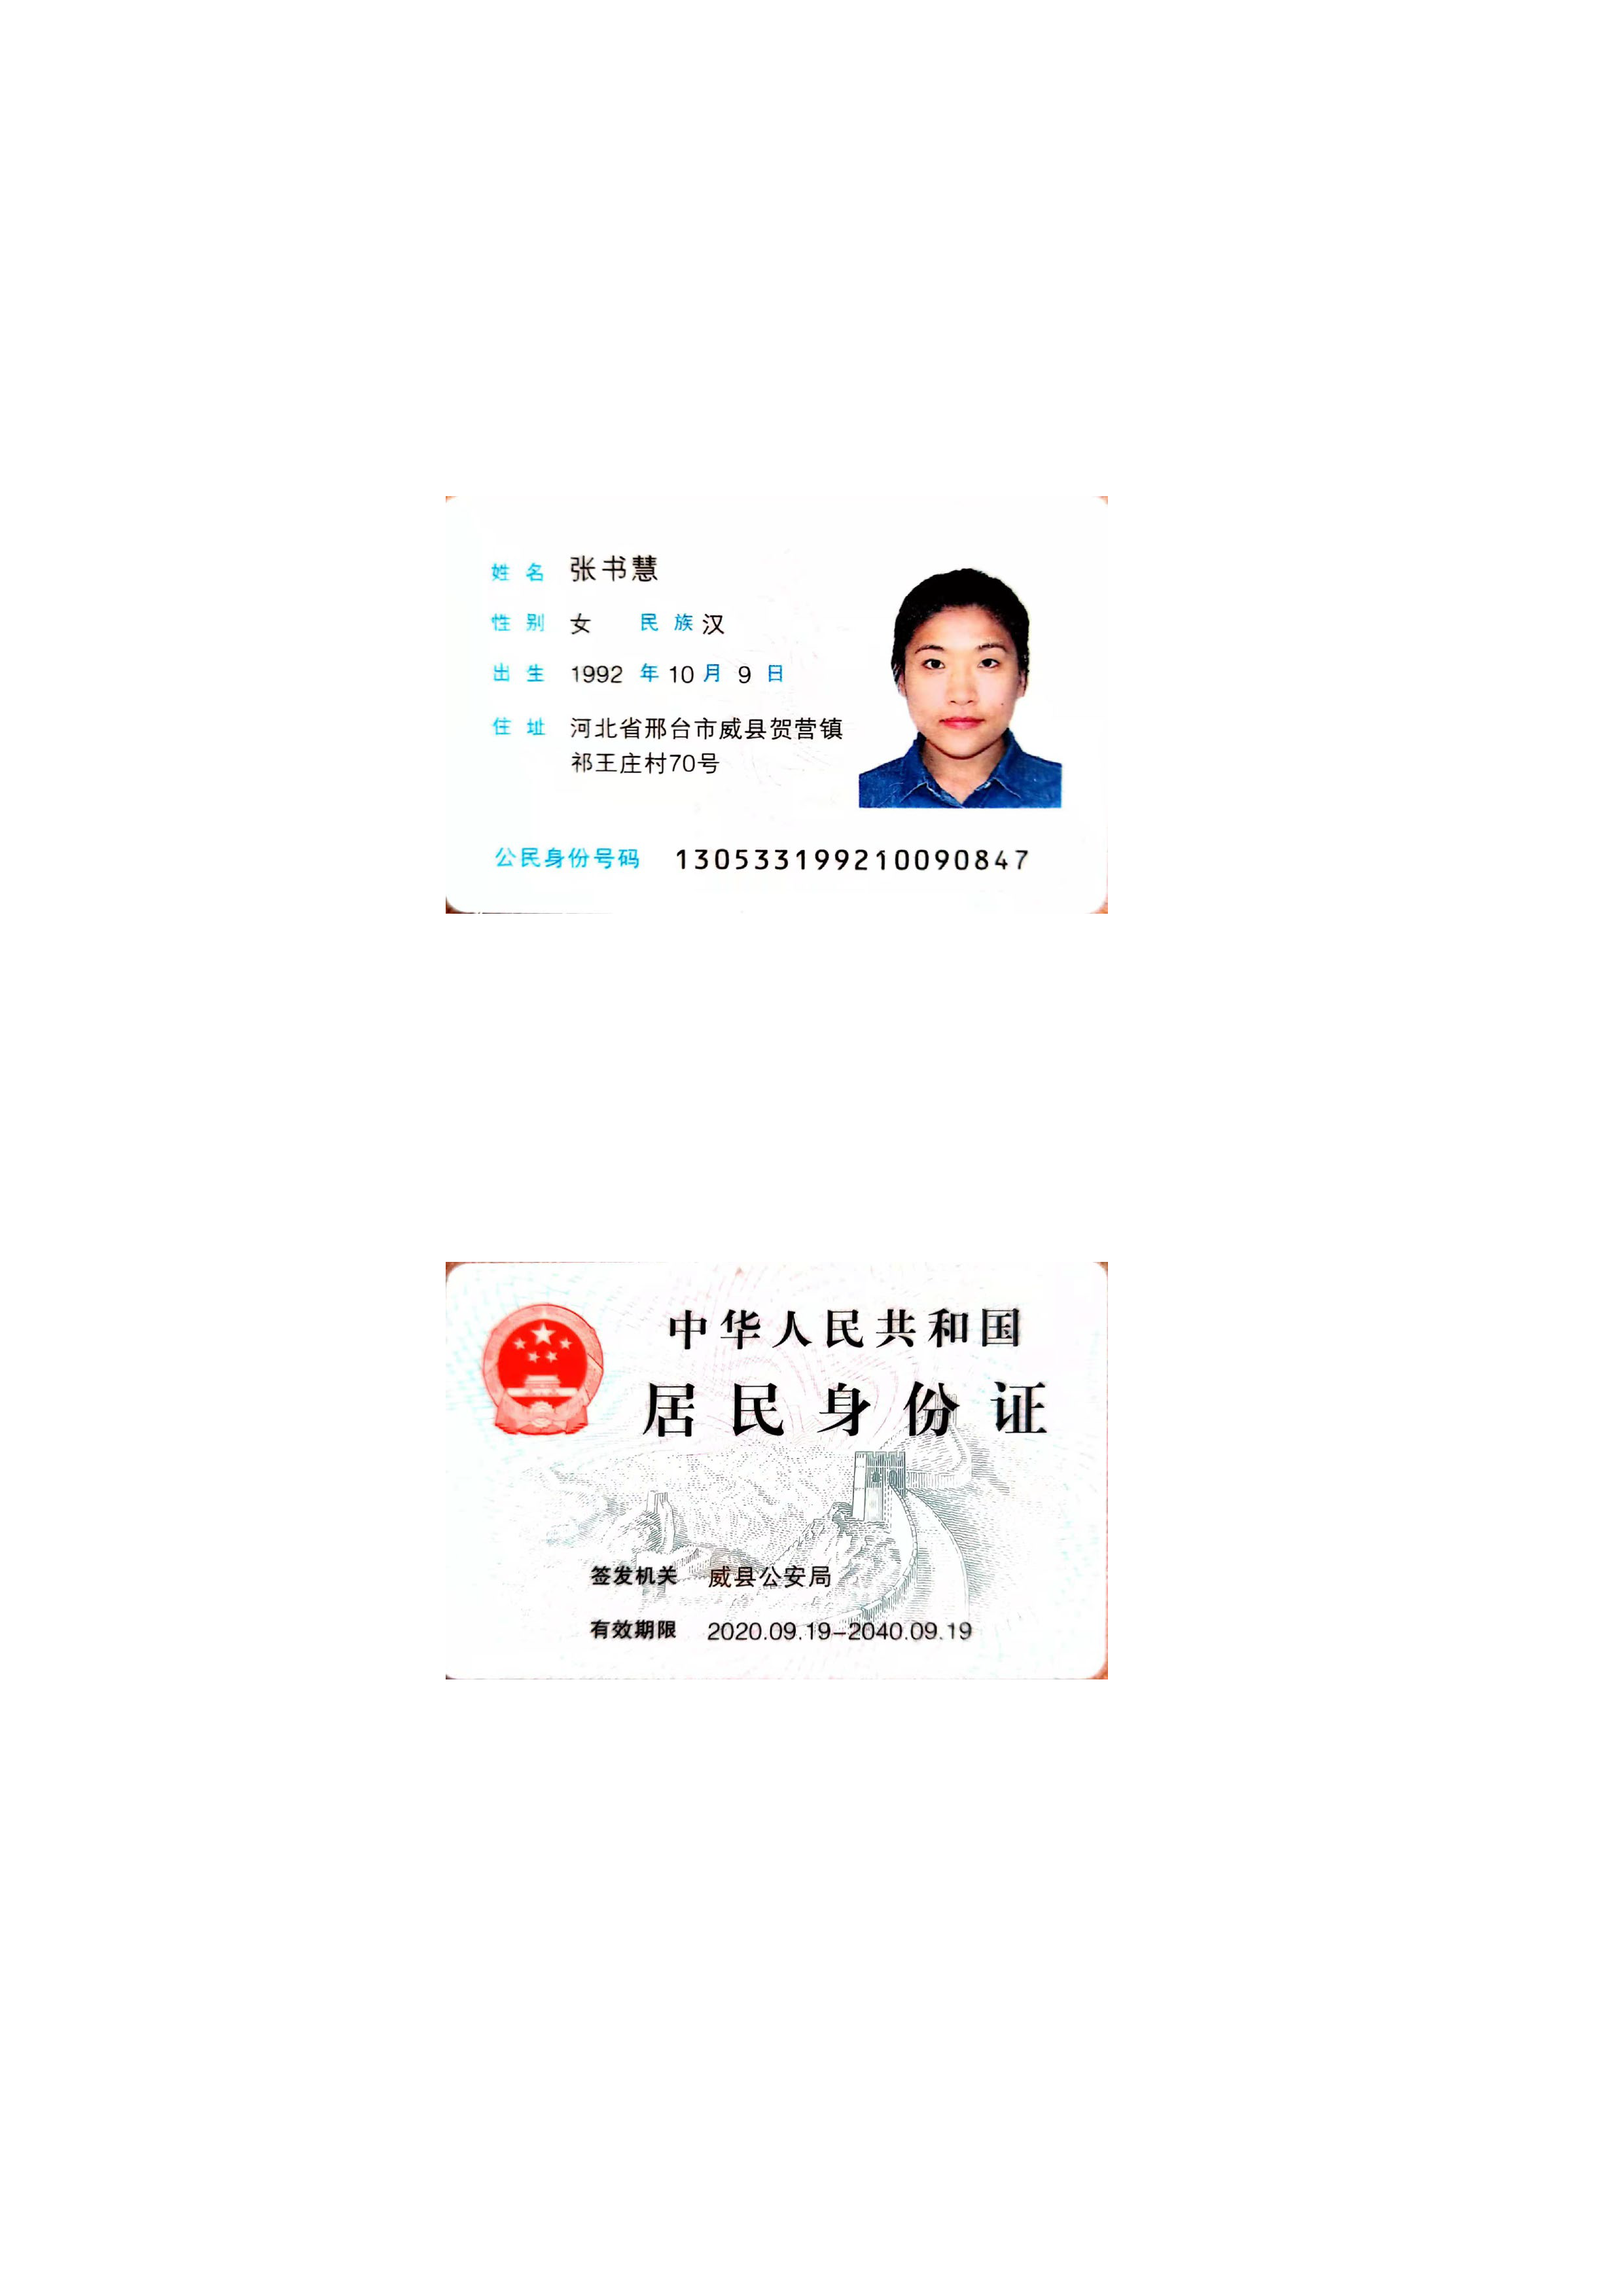 姓名 张书慧
性别 女 民族 汉
出生 1992 年 10 月 9 日
住址 河北省邢台市威县贺营镇
祁王庄村70号
公民身份号码 130533199210090847
中华人民共和国
居民身份证
签发机关 威县公安局
有效期限 2020.09.19-2040.09.19